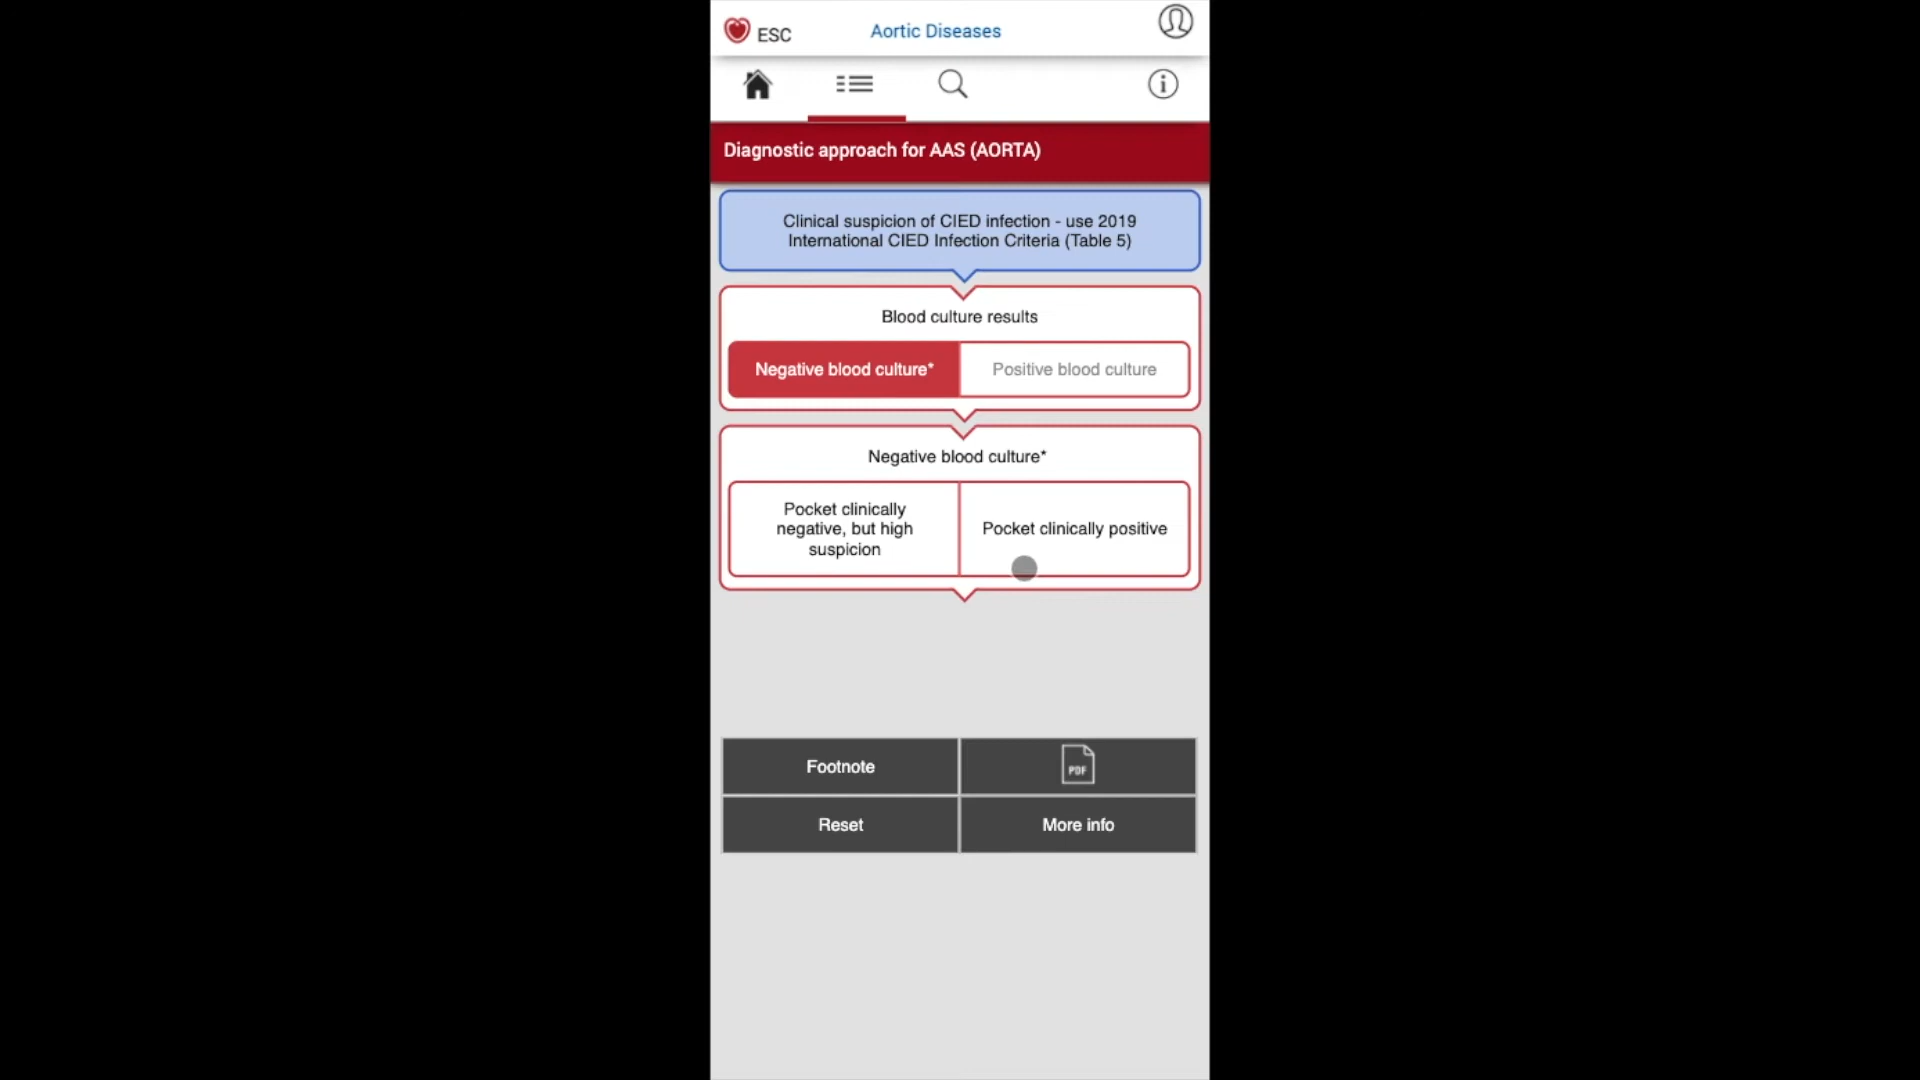 ESC
Aortic Diseases
Diagnostic approach for AAS (AORTA)
Clinical suspicion of CIED infection - use 2019
International CIED Infection Criteria (Table 5)
Blood culture results
Negative blood culture*
Positive blood culture
Negative blood culture*
Pocket clinically
negative, but high
suspicion
Pocket clinically positive
Footnote
PDF
Reset
More info